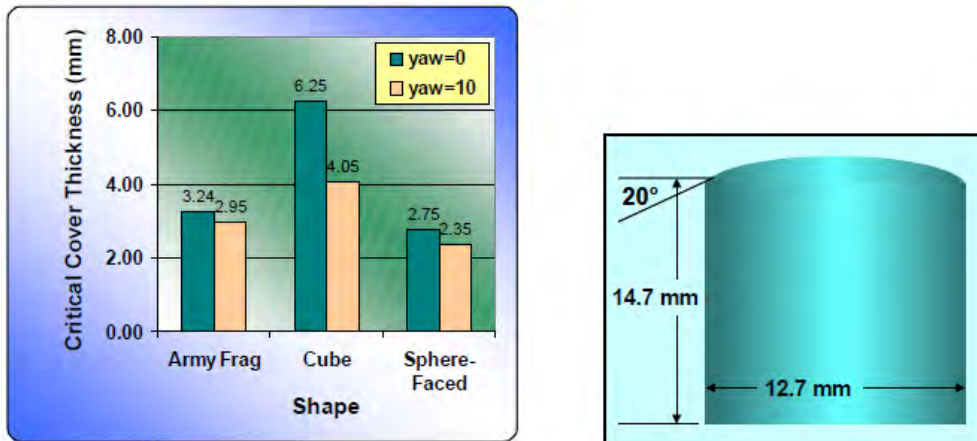 Critical Cover Thickness (mm)
8.00
6.00
4.00
2.00
0.00
yaw=0
yaw=10
3.24
2.95
6.25
4.05
2.75
2.35
Army Frag
Cube
Sphere-
Faced
Shape
20°
14.7 mm
12.7 mm